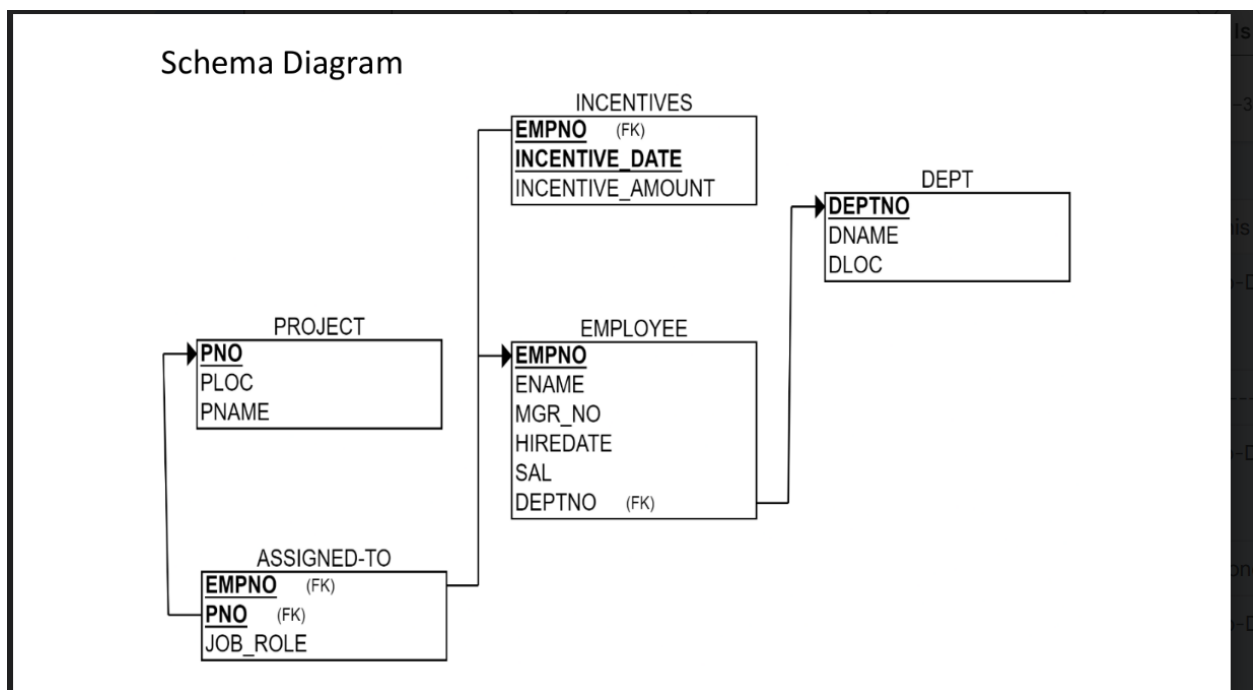 Schema Diagram
INCENTIVES
EMPNO (FK)
INCENTIVE_DATE
INCENTIVE_AMOUNT
DEPT
DEPTNO
DNAME
DLOC
PROJECT
PNO
PLOC
PNAME
EMPLOYEE
EMPNO
ENAME
MGR_NO
HIREDATE
SAL
DEPTNO (FK)
ASSIGNED-TO
EMPNO (FK)
PNO (FK)
JOB_ROLE